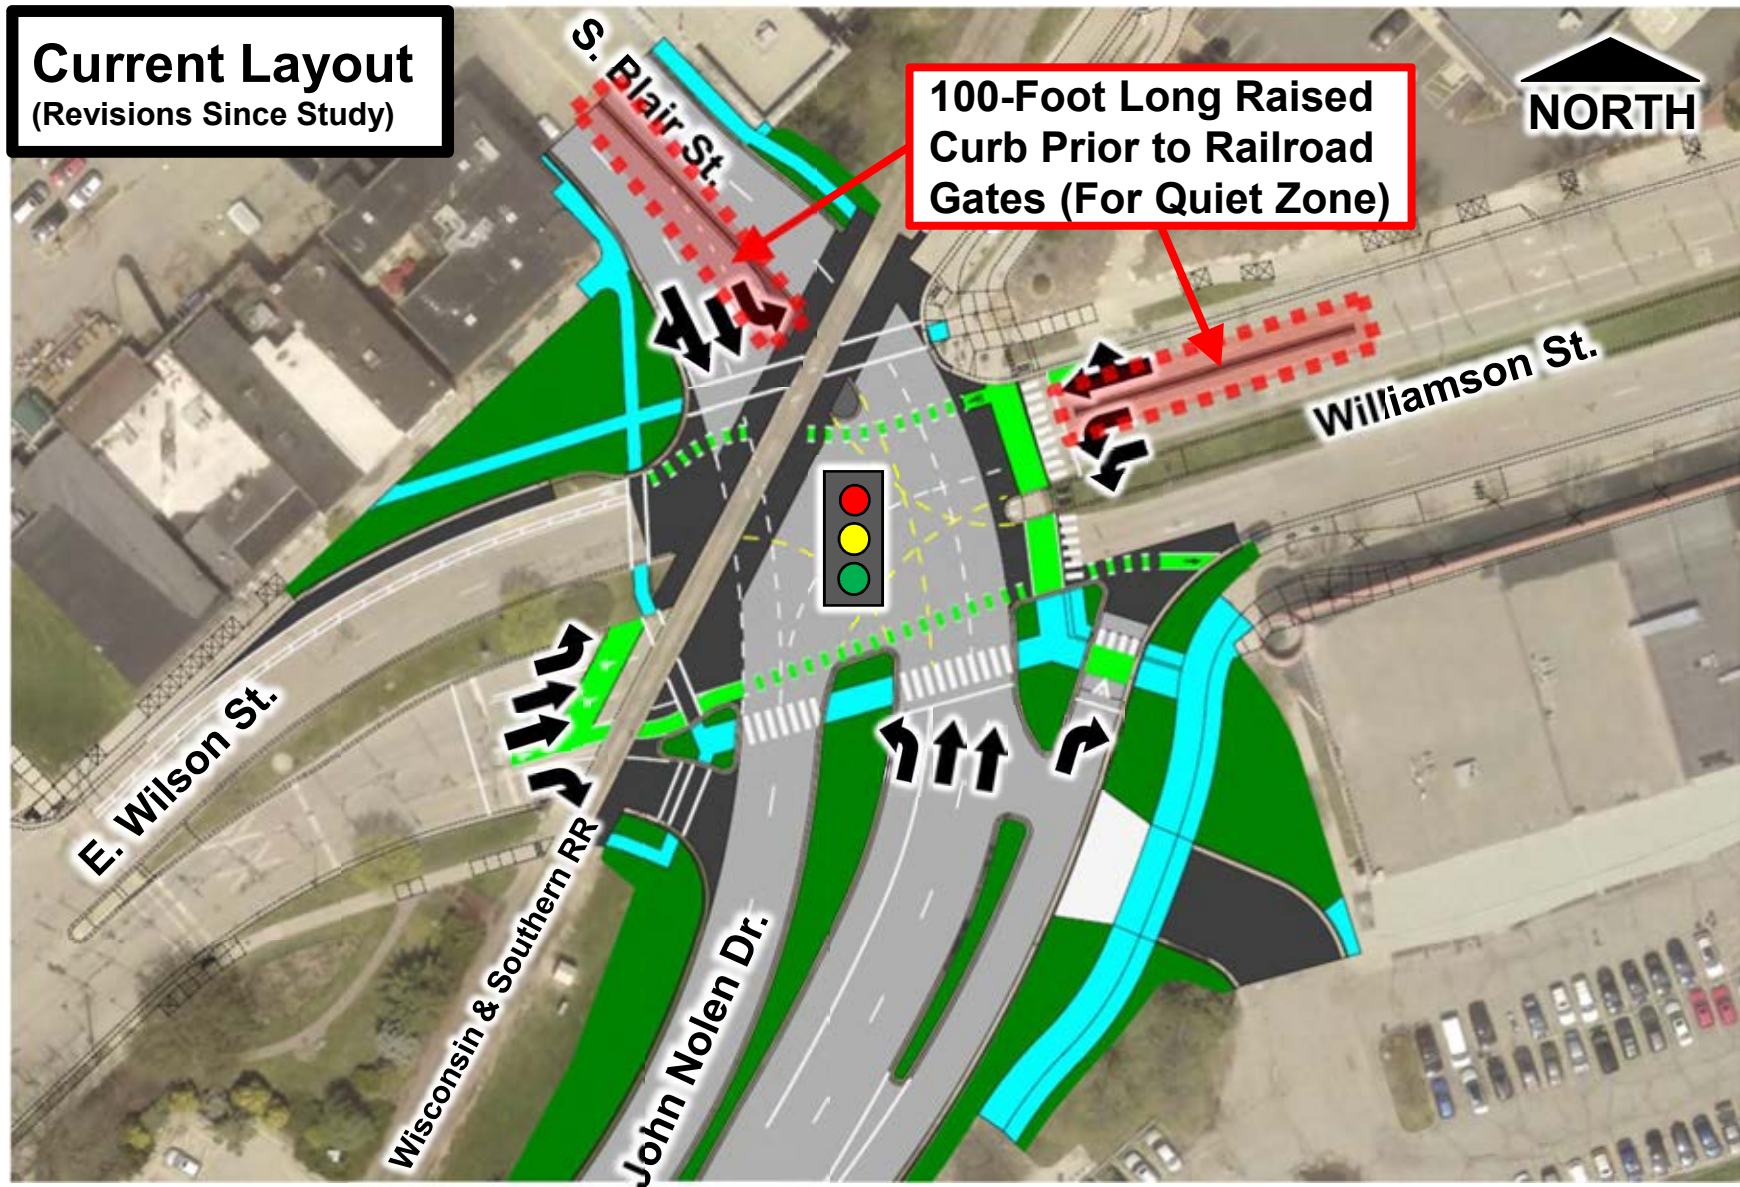 Current Layout
(Revisions Since Study)
S. Blair St.
100-Foot Long Raised
Curb Prior to Railroad
Gates (For Quiet Zone)
NORTH
Williamson St.
E. Wilson St.
Wisconsin & Southern RR
John Nolen Dr.